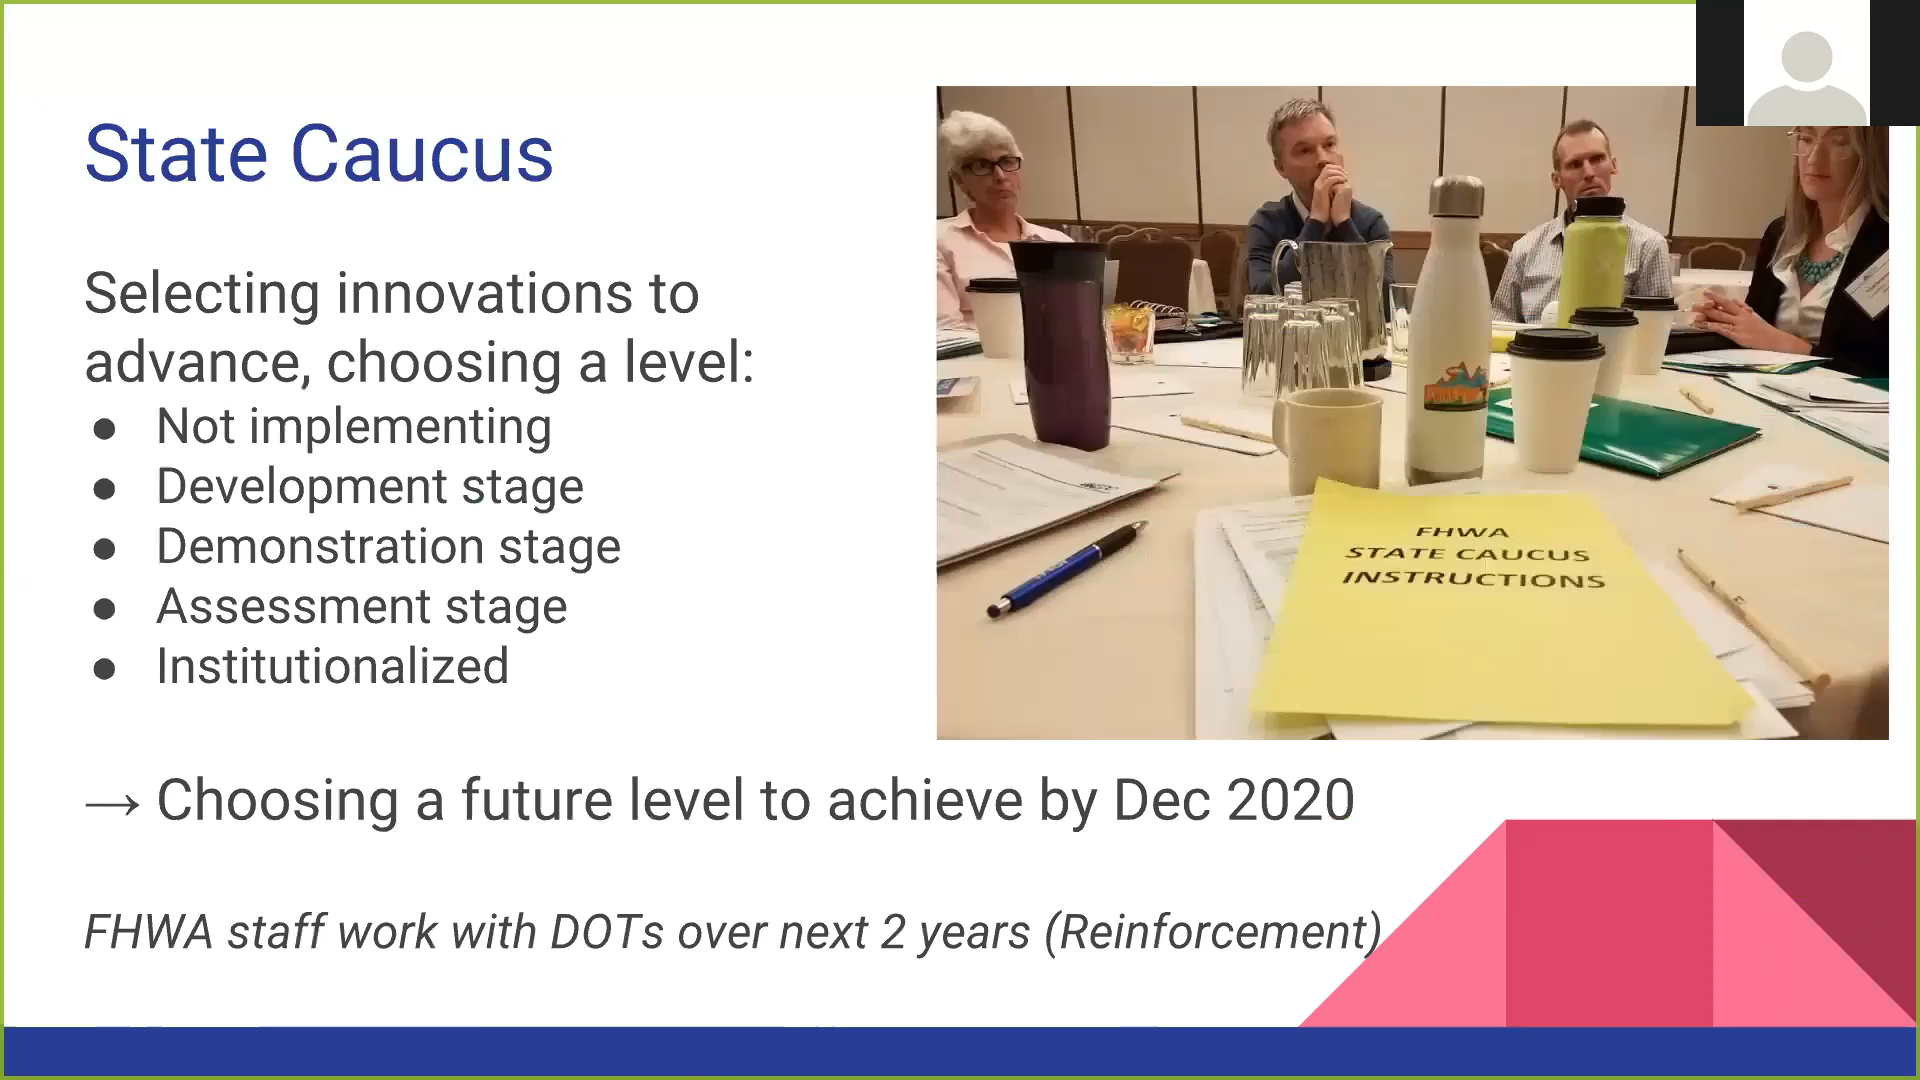 State Caucus
Selecting innovations to
advance, choosing a level:
● Not implementing
● Development stage
● Demonstration stage
● Assessment stage
● Institutionalized
→ Choosing a future level to achieve by Dec 2020
FHWA staff work with DOTs over next 2 years (Reinforcement)
FHWA
STATE CAUCUS
INSTRUCTIONS